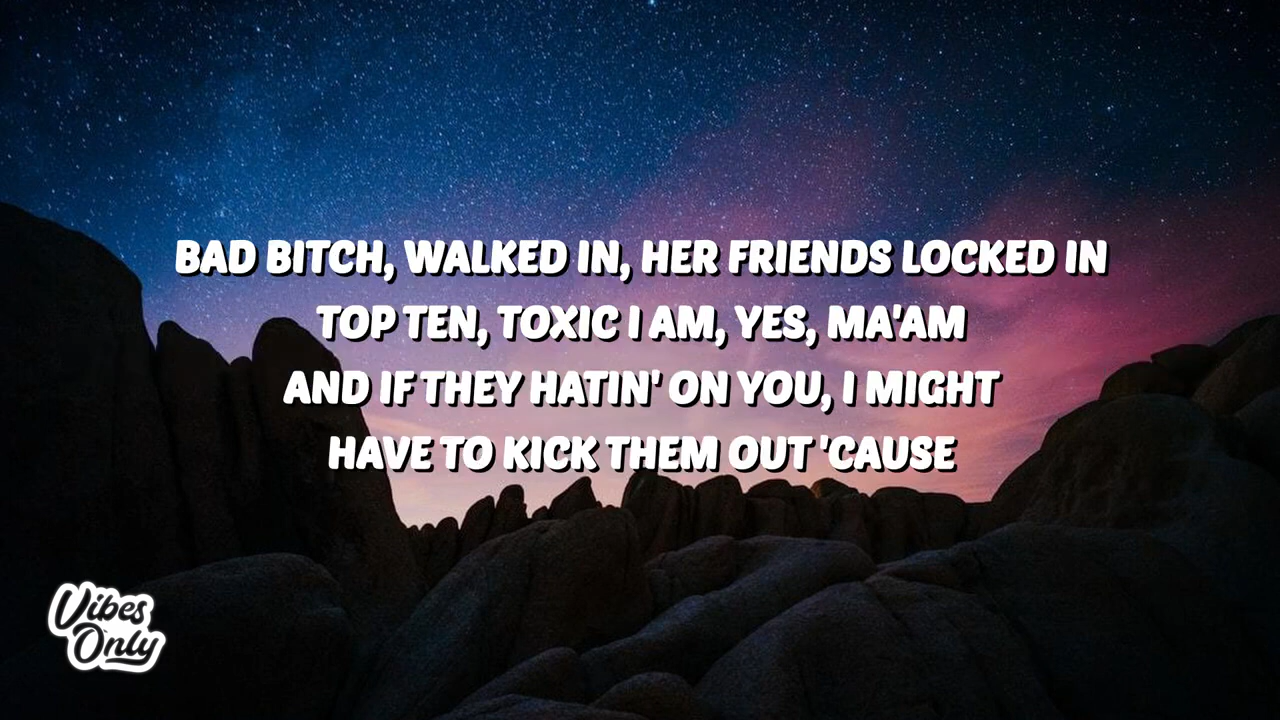 BAD BITCH, WALKED IN, HER FRIENDS LOCKED IN
TOP TEN, TOXIC I AM, YES, MA'AM
AND IF THEY HATIN' ON YOU, I MIGHT
HAVE TO KICK THEM OUT 'CAUSE
Vibes
Only